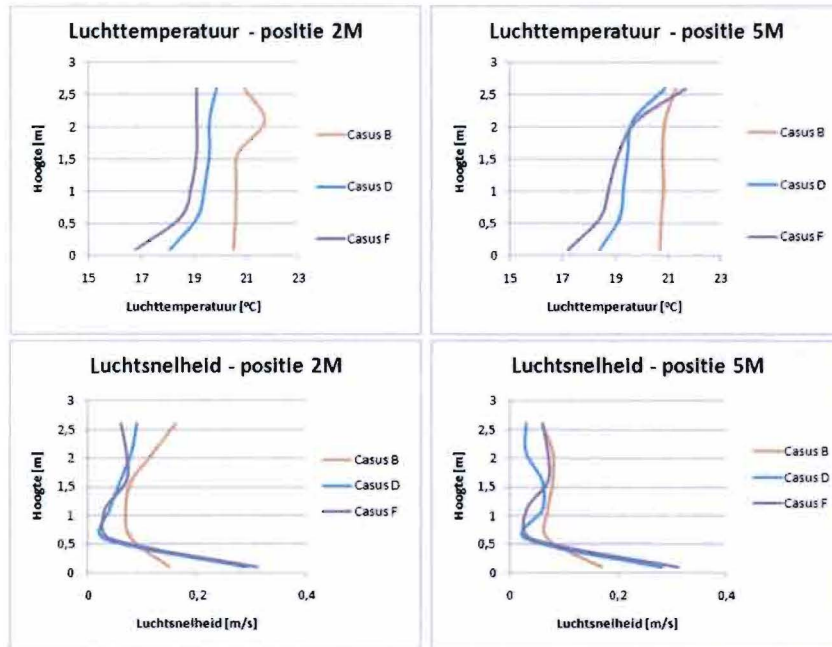 Luchttemperatuur - positie 2M
3
2,5
2
1,5
1
0,5
0
Hoogte [m]
15 17 19 21 23
Luchttemperatuur [°C]
Casus B
Casus D
Casus F
Luchttemperatuur - positie 5M
3
2,5
2
1,5
1
0,5
0
Hoogte [m]
15 17 19 21 23
Luchttemperatuur [°C]
Casus B
Casus D
Casus F
Luchtsnelheid - positie 2M
3
2,5
2
1,5
1
0,5
0
Hoogte [m]
0 0,2 0,4
Luchtsnelheid [m/s]
Casus B
Casus D
Casus F
Luchtsnelheid - positie 5M
3
2,5
2
1,5
1
0,5
0
Hoogte [m]
0 0,2 0,4
Luchtsnelheid [m/s]
Casus B
Casus D
Casus F